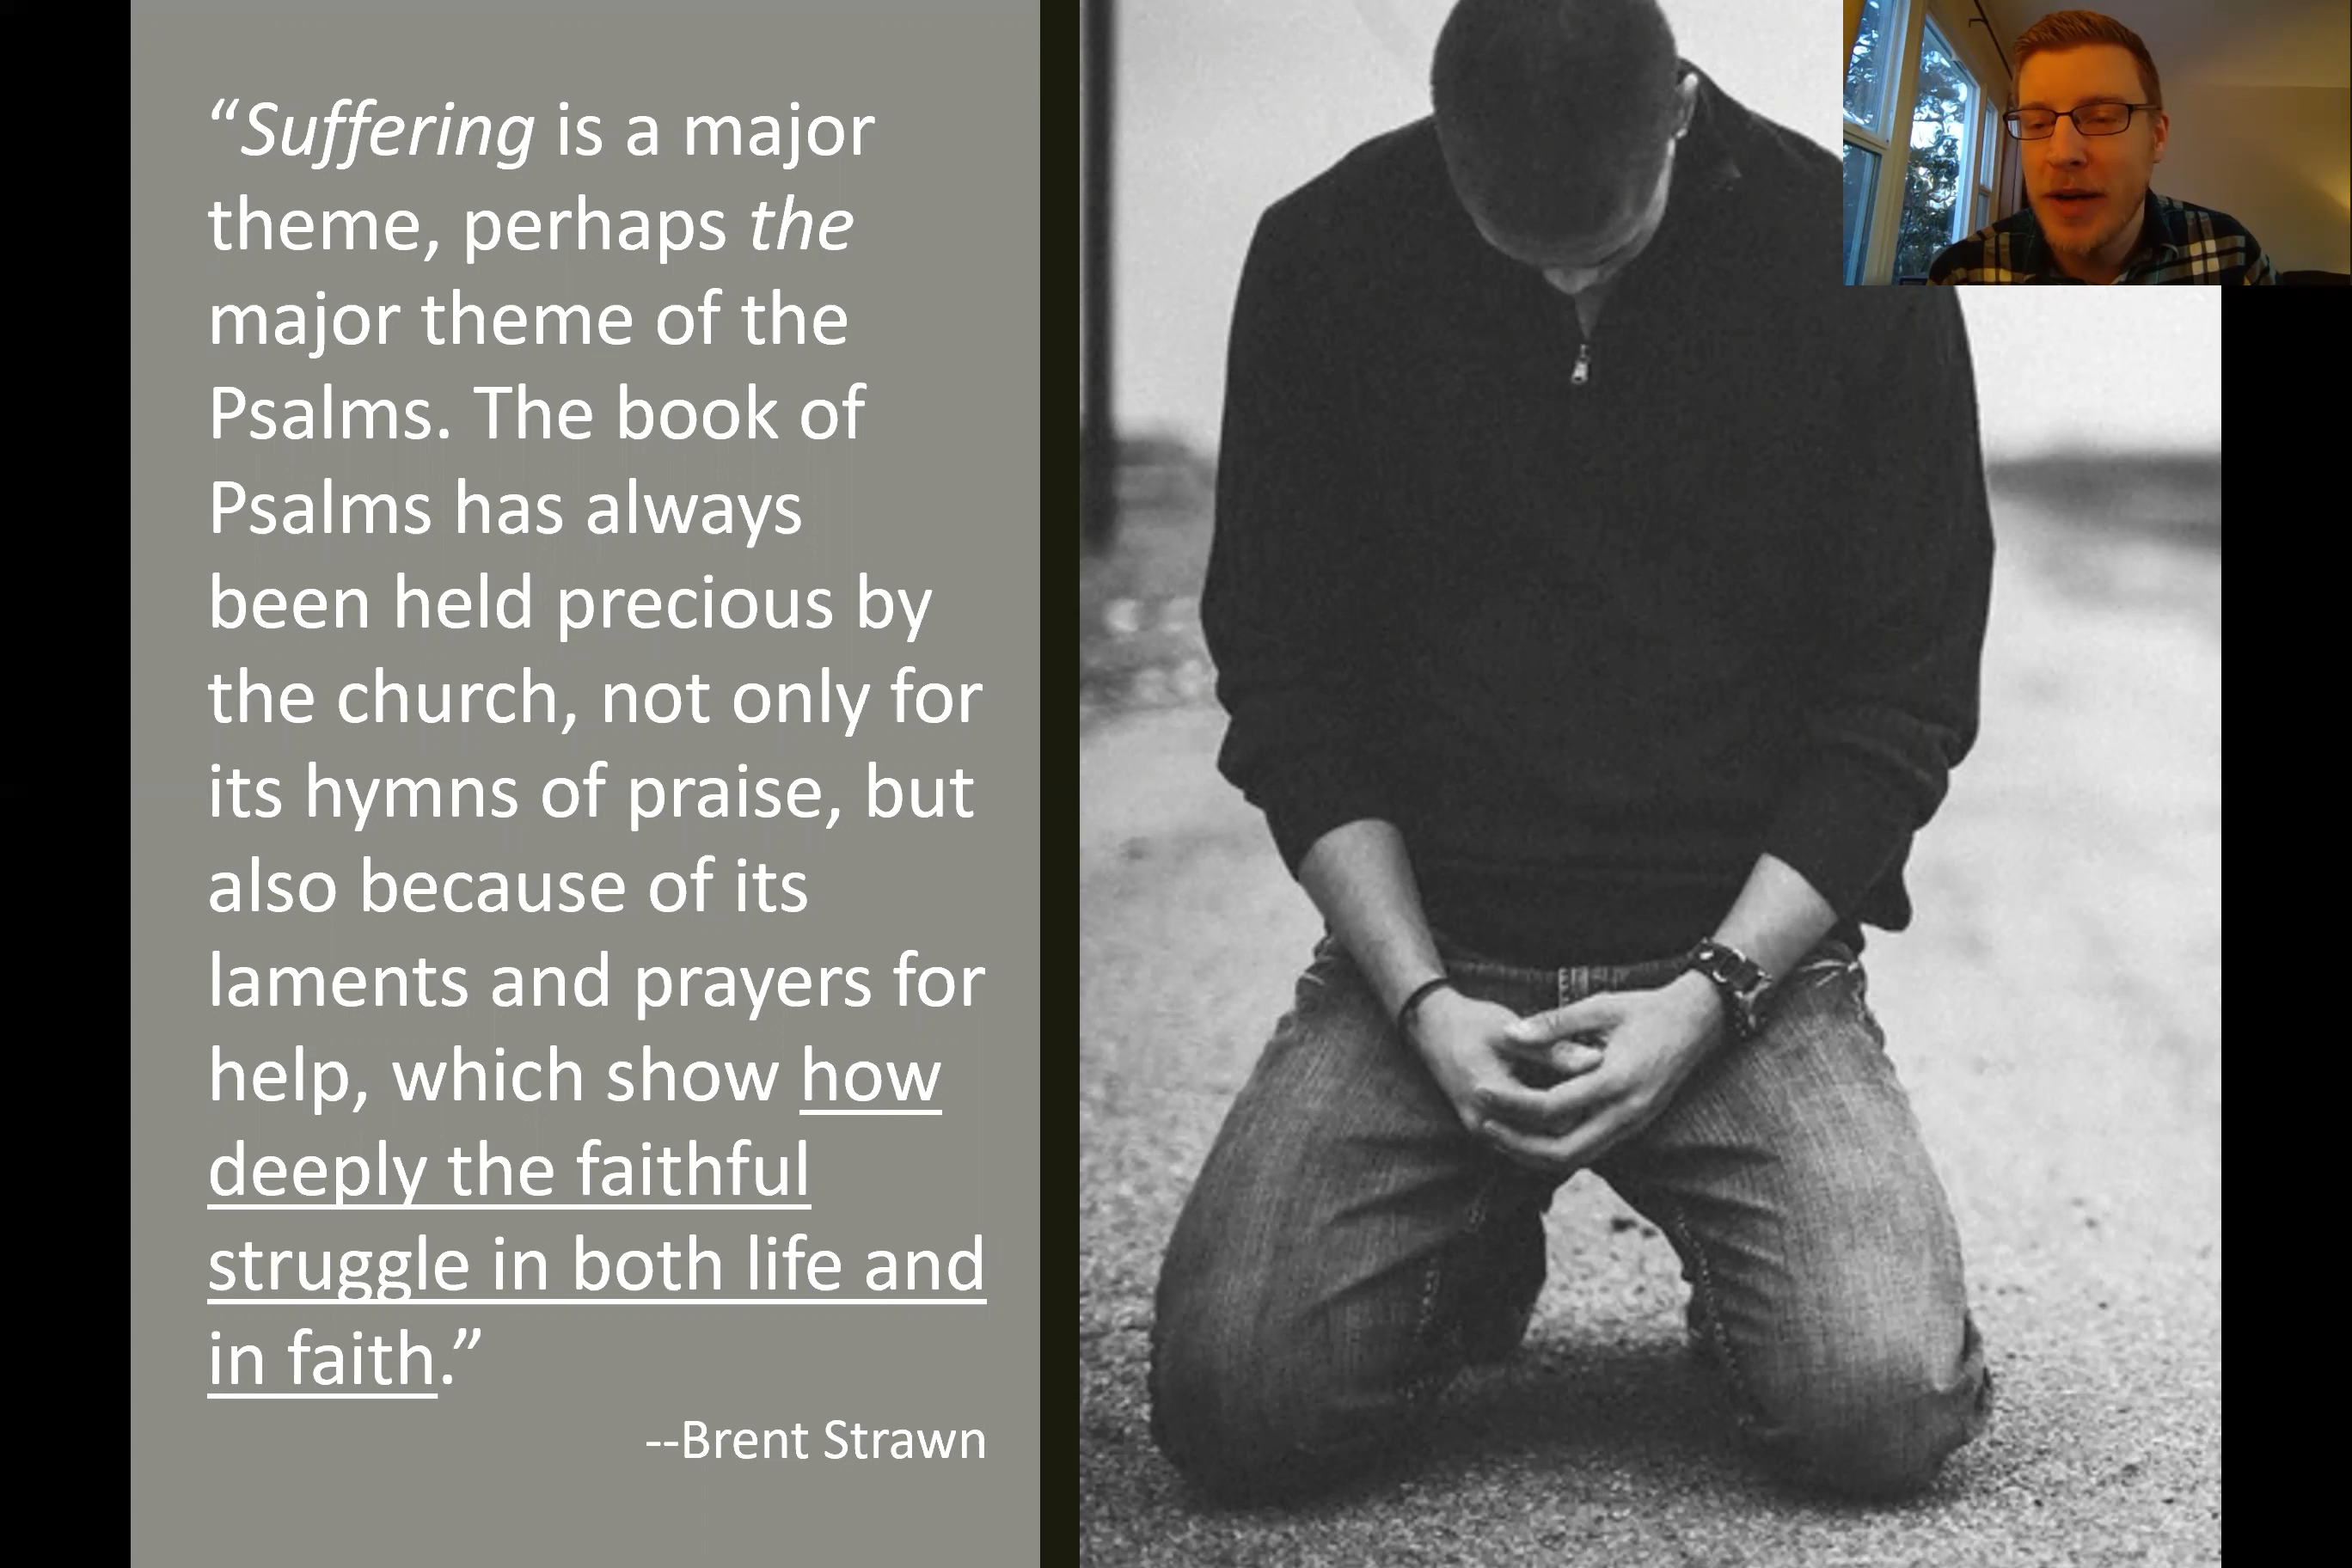 “Suffering is a major
theme, perhaps the
major theme of the
Psalms. The book of
Psalms has always
been held precious by
the church, not only for
its hymns of praise, but
also because of its
laments and prayers for
help, which show how
deeply the faithful
struggle in both life and
in faith.”
--Brent Strawn